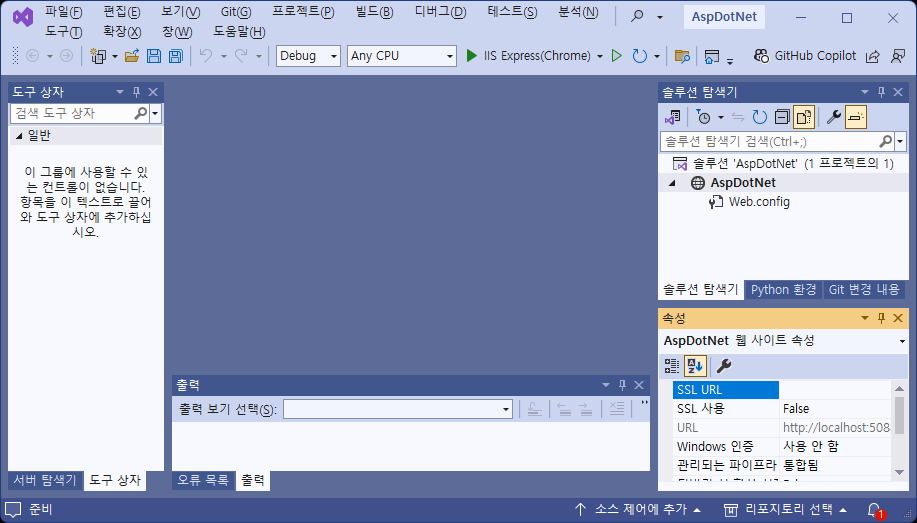 파일(F) 편집(E) 보기(V) Git(G) 프로젝트(P) 빌드(B) 디버그(D) 테스트(S) 분석(N)
도구(T) 확장(X) 창(W) 도움말(H)
AspDotNet
Debug Any CPU IIS Express(Chrome) GitHub Copilot
도구 상자
검색 도구 상자
일반
이 그룹에 사용할 수 있
는 컨트롤이 없습니다.
항목을 이 텍스트로 끌어
와 도구 상자에 추가하십
시오.
서버 탐색기 도구 상자
출력
출력 보기 선택(S):
오류 목록 출력
솔루션 탐색기
솔루션 탐색기 검색(Ctrl+;)
솔루션 'AspDotNet' (1 프로젝트의 1)
AspDotNet
Web.config
솔루션 탐색기 Python 환경 Git 변경 내용
속성
AspDotNet 웹 사이트 속성
SSL URL
SSL 사용 False
URL http://localhost:508
Windows 인증 사용 안 함
관리되는 파이프라 통합됨
준비 소스 제어에 추가 리포지토리 선택 1